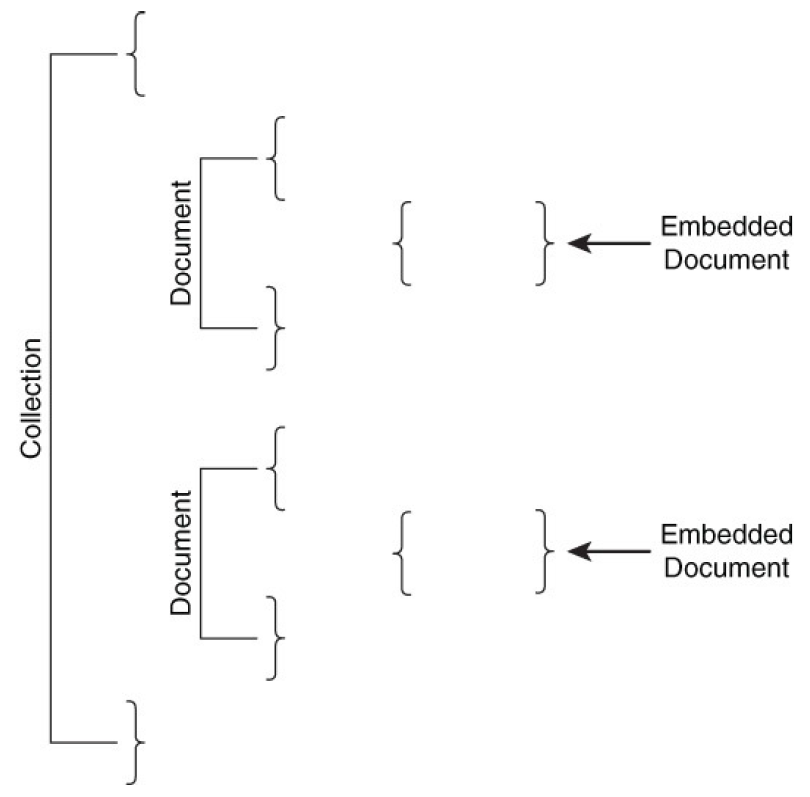 {
{
Document
{ }
Embedded
Document
}
Collection
{
Document
{ }
Embedded
Document
}
}